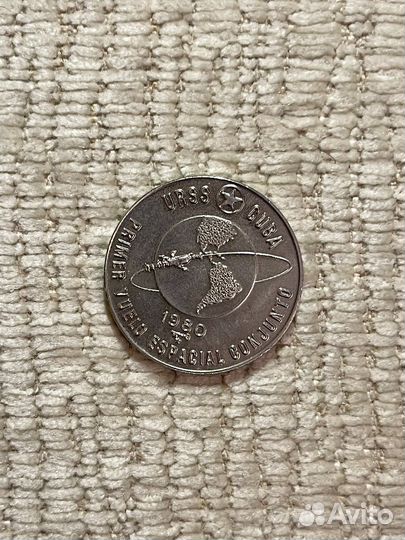 URSS CUBA
PRIMER VUELO ESPACIAL CONJUNTO
1980
Avito